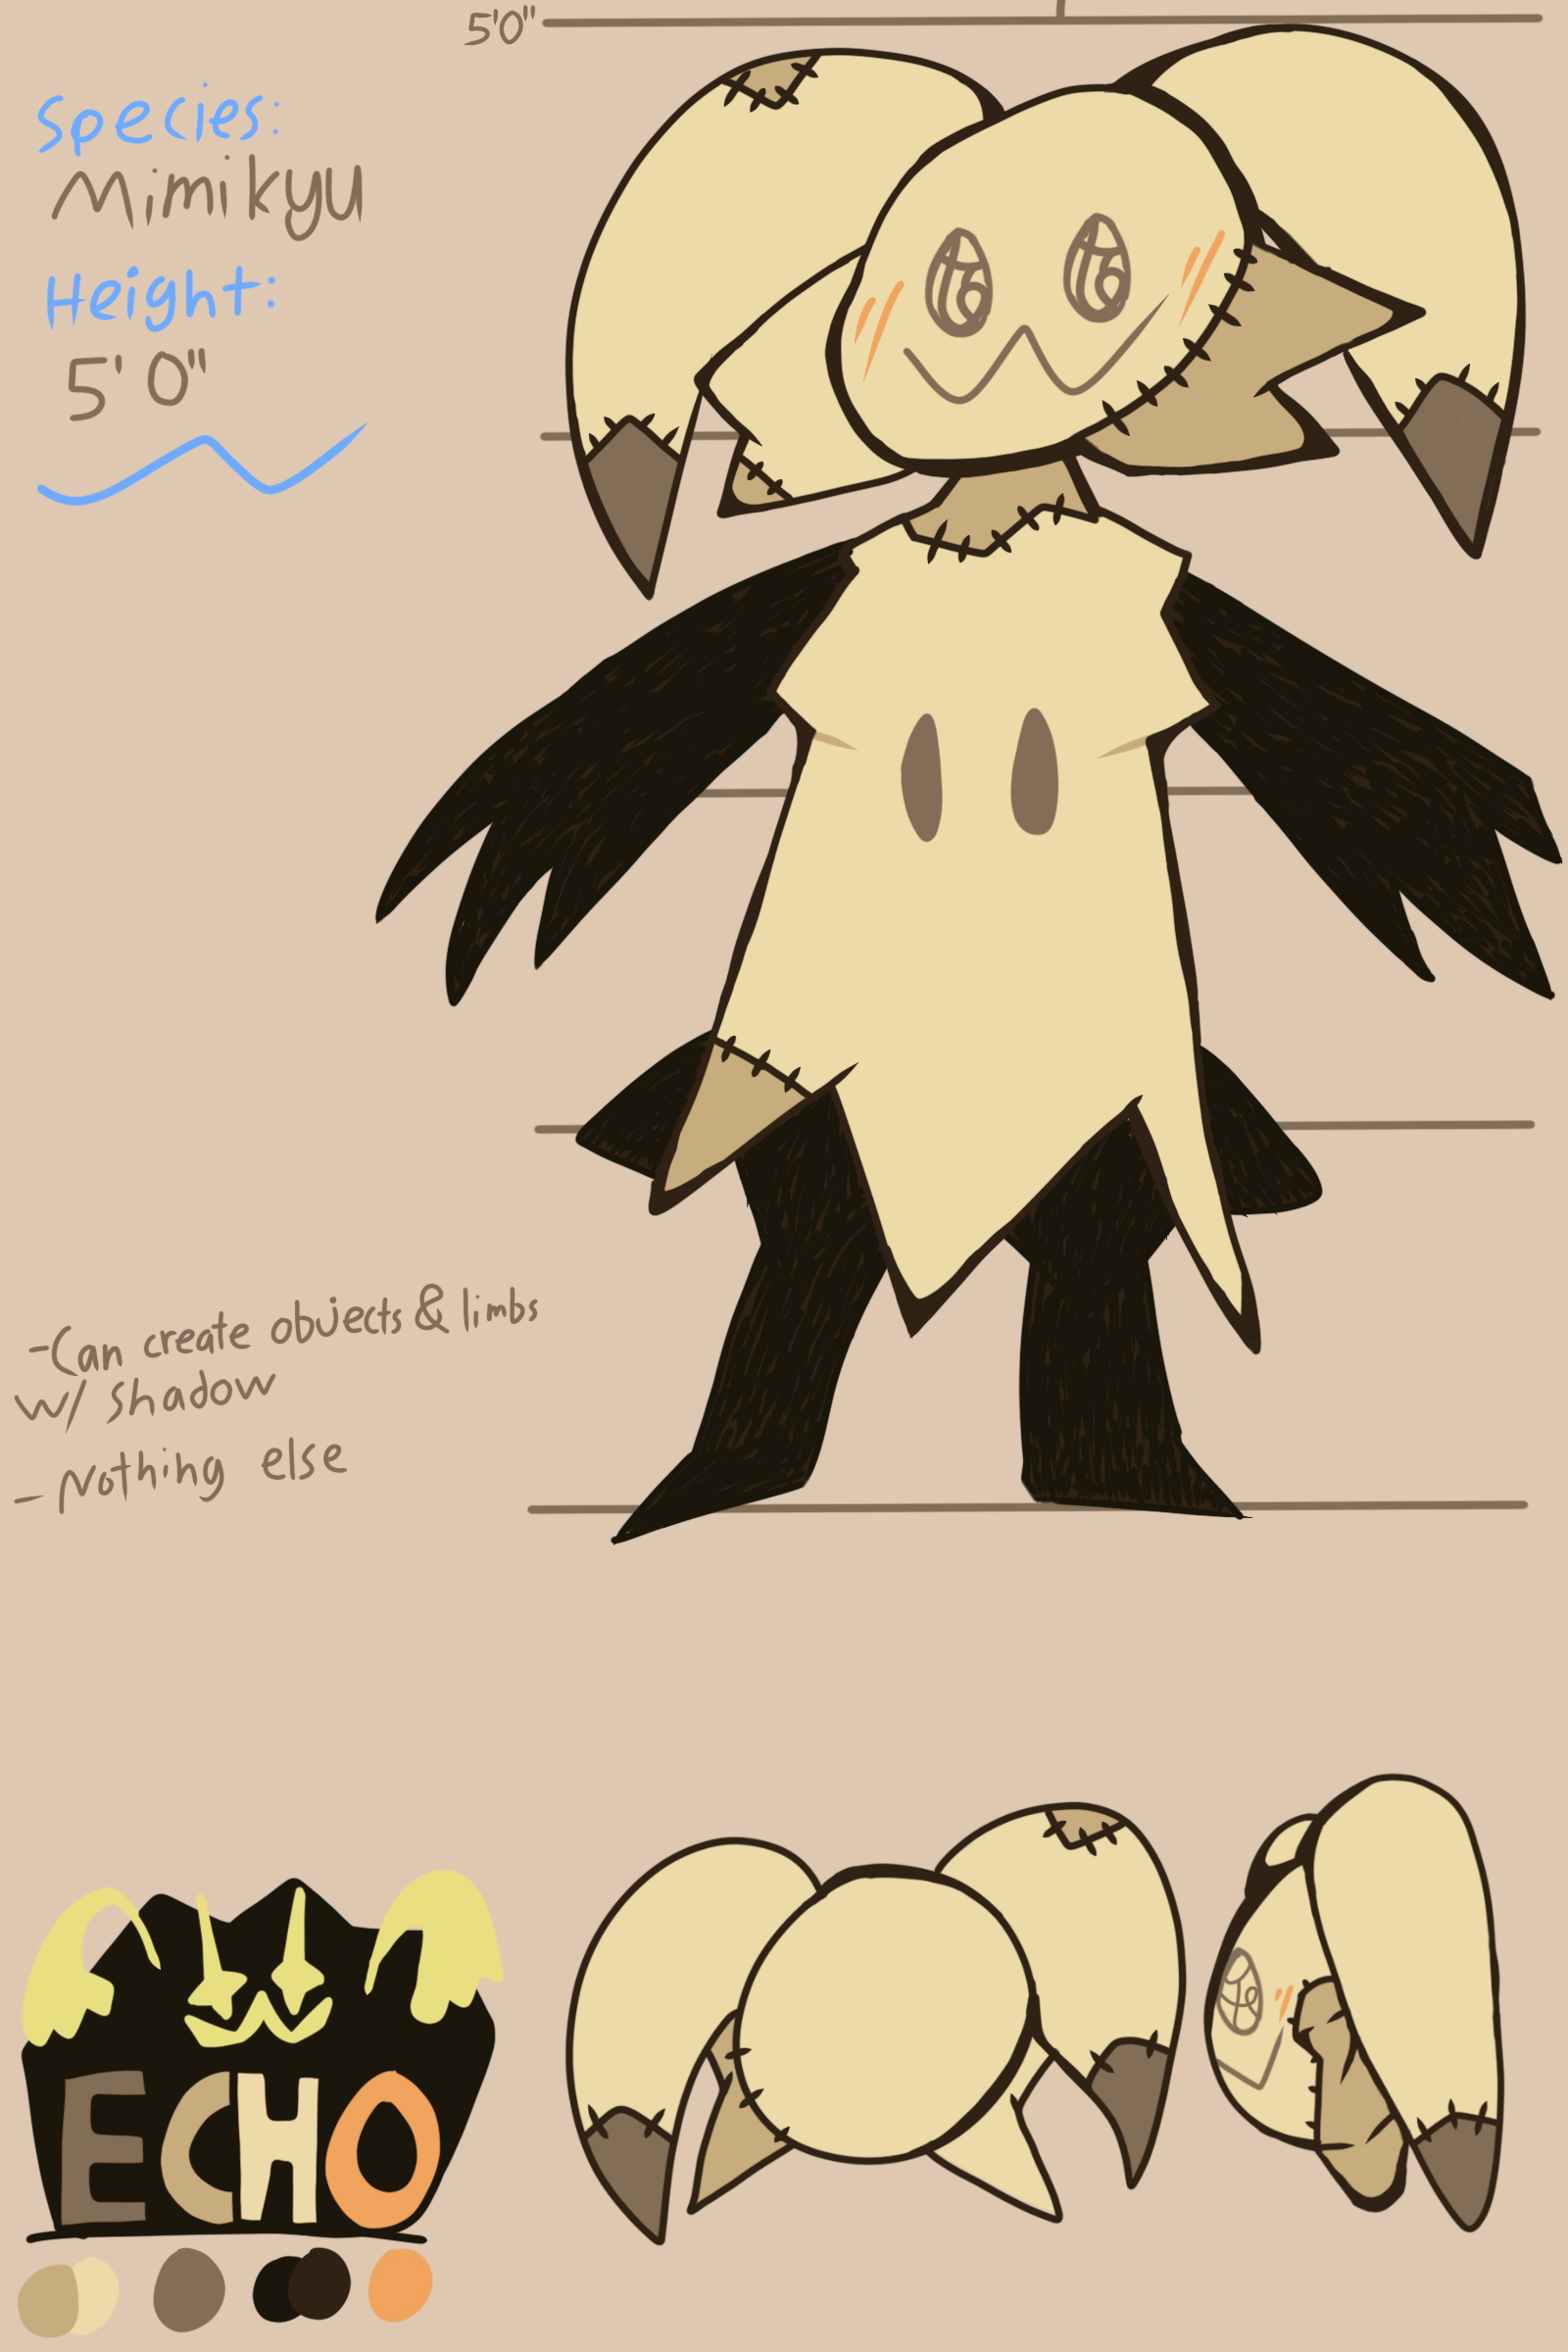 5'0"
Species:
Mimikyu
Height:
5'0"
-Can create objects & limbs
w/ shadow
- nothing else
ECHO